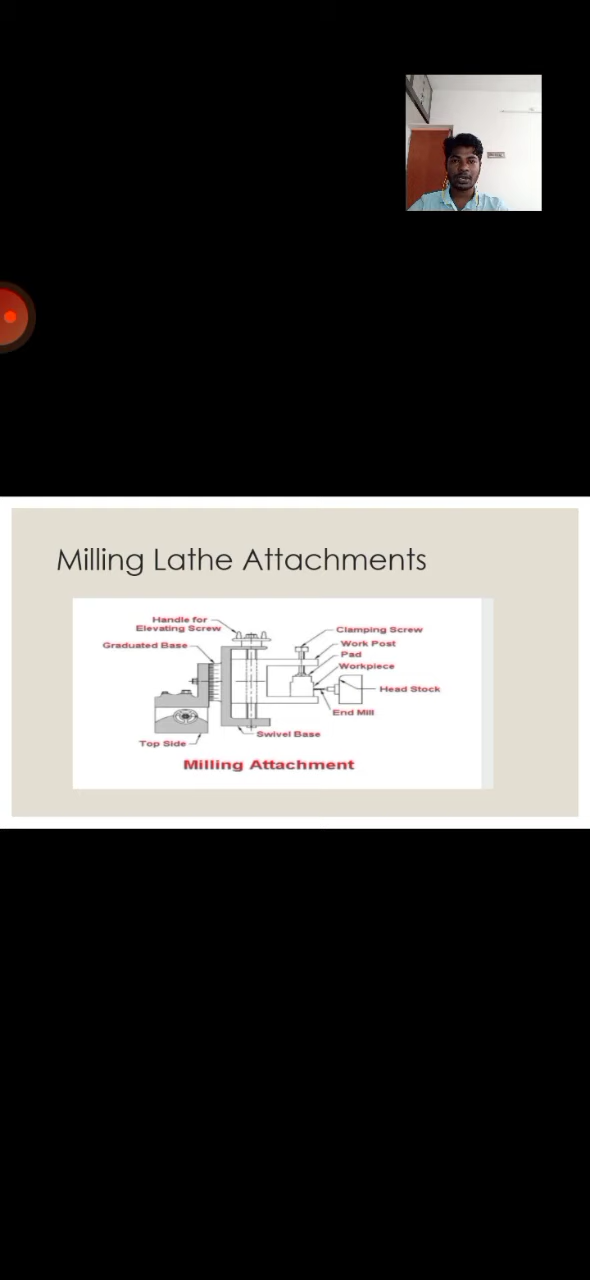 Milling Lathe Attachments
Handle for
Elevating Screw
Graduated Base
Clamping Screw
Work Post
Pad
Workpiece
Head Stock
End Mill
Swivel Base
Top Side
Milling Attachment